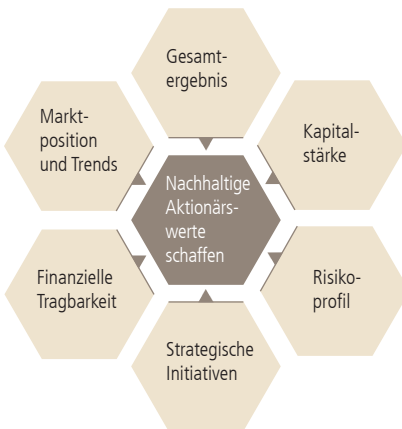 Gesamt-
ergebnis
Kapital-
stärke
Risiko-
profil
Strategische
Initiativen
Finanzielle
Tragbarkeit
Markt-
position
und Trends
Nachhaltige
Aktionärs-
werte
schaffen